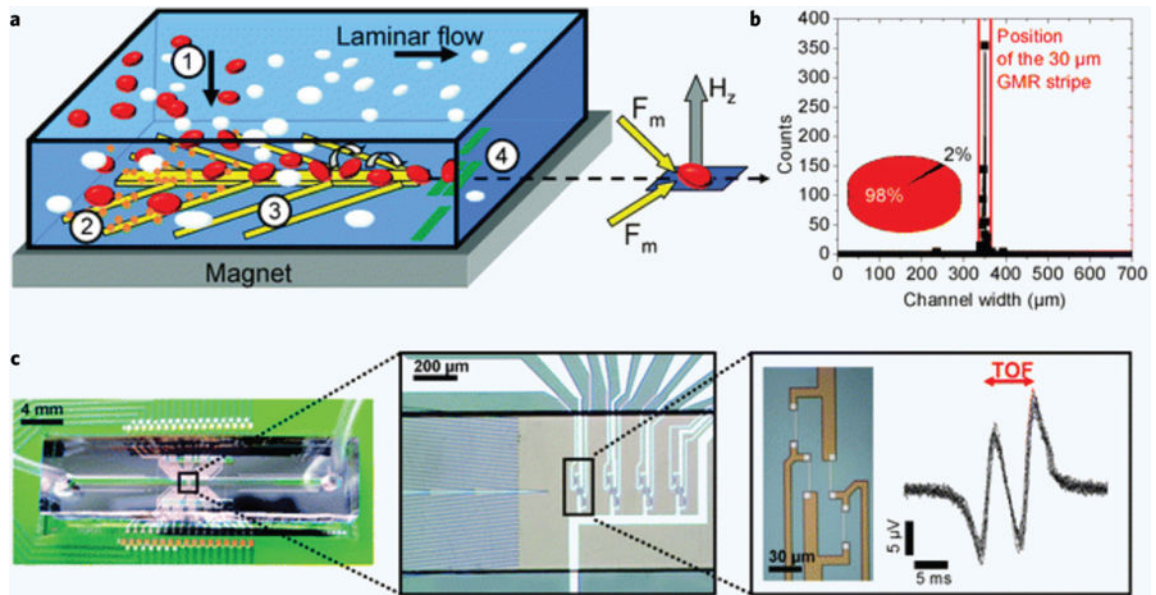 a
Laminar flow
1
2
3
4
Magnet
Hz
Fm
Fm
b
Position
of the 30 µm
GMR stripe
2%
98%
Counts
400
350
300
250
200
150
100
50
0
0 100 200 300 400 500 600 700
Channel width (µm)
c
4 mm
200 µm
30 µm
TOF
5 µV
5 ms